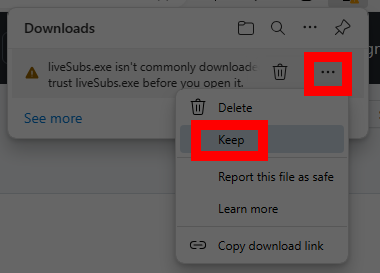 Downloads
liveSubs.exe isn't commonly downloade
trust liveSubs.exe before you open it.
See more
Delete
Keep
Report this file as safe
Learn more
Copy download link